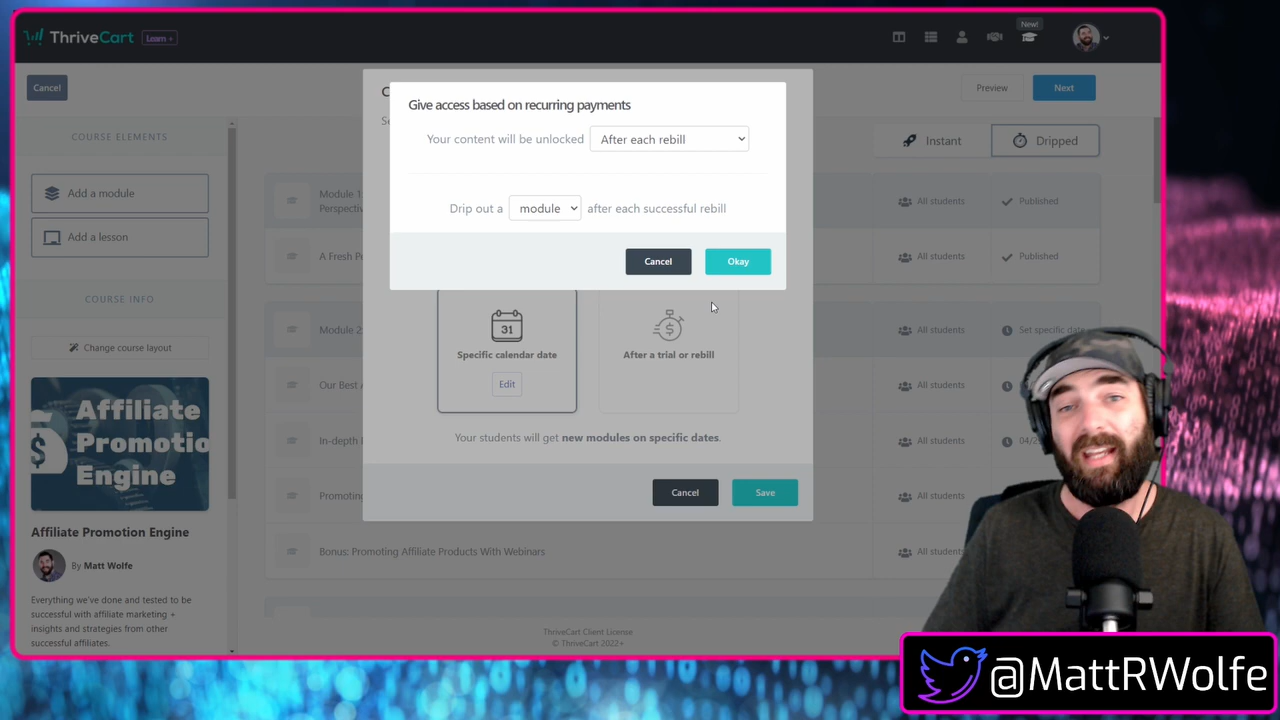 ThriveCart Learn+
New!
Cancel
Preview
Next
COURSE ELEMENTS
Add a module
Add a lesson
COURSE INFO
Change course layout
Affiliate
Promotio
Engine
Affiliate Promotion Engine
By Matt Wolfe
Everything we've done and tested to be
successful with affiliate marketing +
insights and strategies from other
successful affiliates.
Instant
Dripped
Module 1
Perspectiv
All students
Published
A Fresh P
All students
Published
Module 2
All students
Set specific date
Our Best A
All students
In-depth
All students
04/2
Promoting
All students
Bonus: Promoting Affiliate Products With Webinars
All students
Give access based on recurring payments
Your content will be unlocked After each rebill
Drip out a module after each successful rebill
Cancel
Okay
31
Specific calendar date
Edit
After a trial or rebill
Your students will get new modules on specific dates.
Cancel
Save
ThriveCart Client License
© ThriveCart 2022+
@MattRWolfe